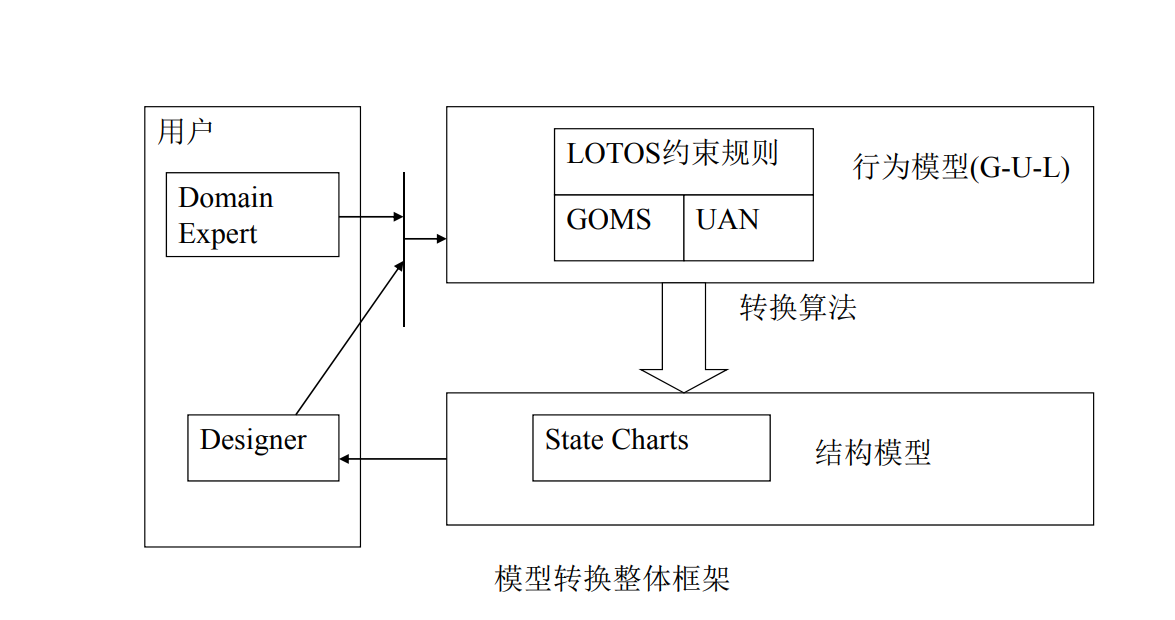 用户
Domain
Expert
Designer
LOTOS约束规则
GOMS
UAN
行为模型(G-U-L)
转换算法
State Charts
结构模型
模型转换整体框架